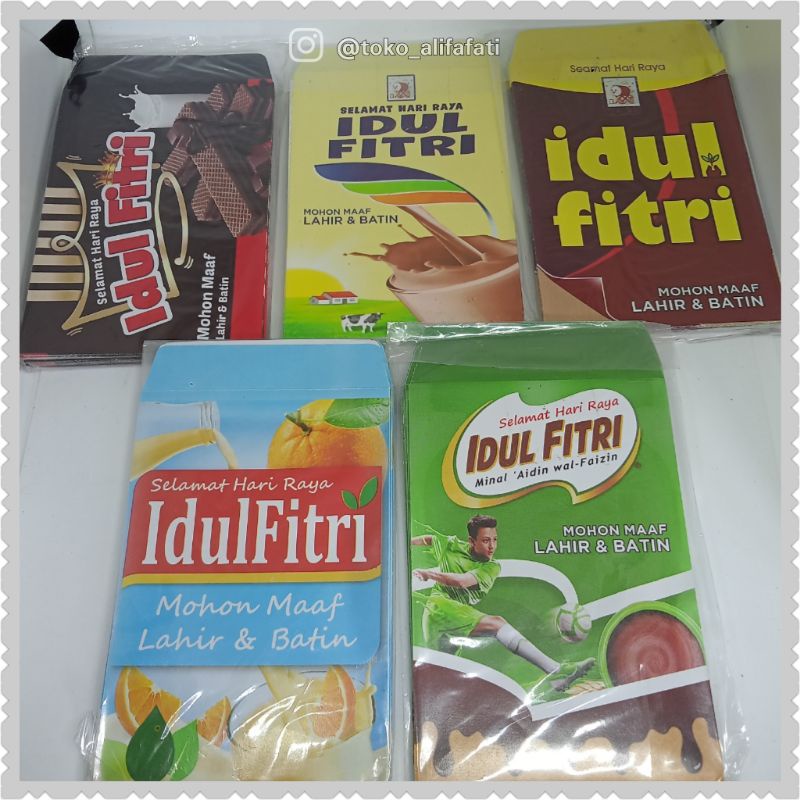 @toko_alifafati
Selamat Hari Raya
Idul Fitri
Mohon Maaf
Lahir & Batin
SELAMAT HARI RAYA
IDUL
FITRI
MOHON MAAF
LAHIR & BATIN
Seamat Hari Raya
idul
fitri
MOHON MAAF
LAHIR & BATIN
Selamat Hari Raya
IdulFitri
Mohon Maaf
Lahir & Batin
Selamat Hari Raya
IDUL FITRI
Minal 'Aidin wal-Faizin
MOHON MAAF
LAHIR & BATIN